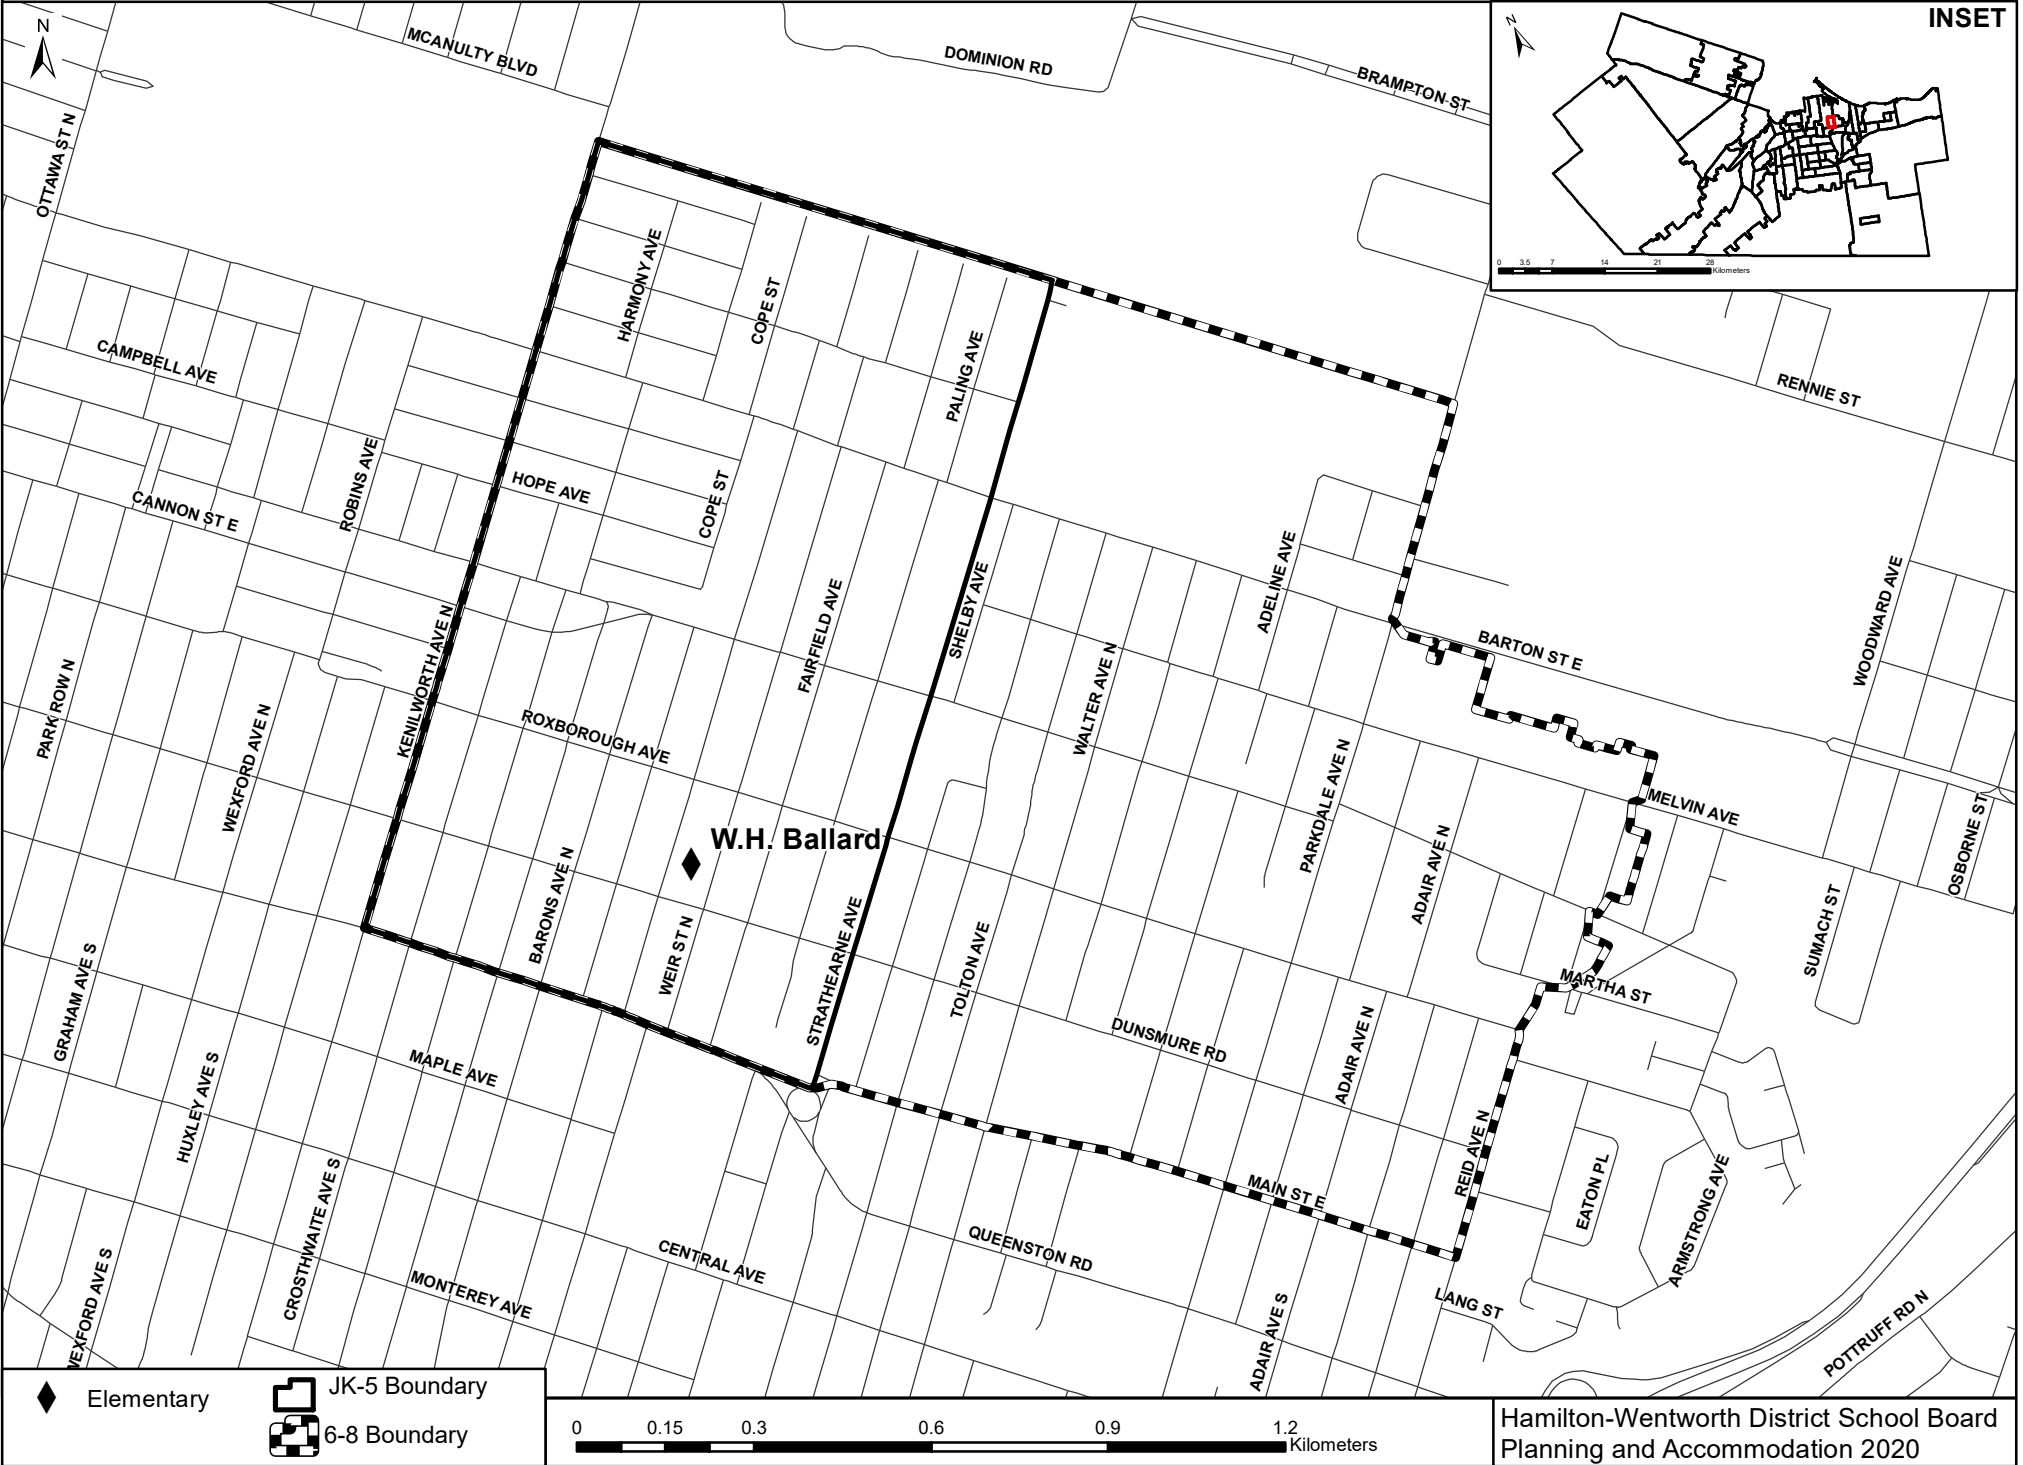 N
MCANULTY BLVD
DOMINION RD
BRAMPTON ST
N
INSET
0 3.5 7 14 21 28
Kilometers
OTTAWA ST N
HARMONY AVE
COPE ST
PALING AVE
CAMPBELL AVE
RENNIE ST
ROBINS AVE
HOPE AVE
COPE ST
CANNON ST E
ADELINE AVE
SHELBY AVE
FAIRFIELD AVE
WOODWARD AVE
BARTON ST E
KENILWORTH AVE N
PARK ROW N
WEXFORD AVE N
WALTER AVE N
ROXBOROUGH AVE
PARKDALE AVE N
MELVIN AVE
OSBORNE ST
W.H. Ballard
ADAIR AVE N
BARONS AVE N
WEIR ST N
STRATHEARNE AVE
TOLTON AVE
SUMACH ST
MARTHA ST
GRAHAM AVE S
DUNSMURE RD
ADAIR AVE N
MAPLE AVE
HUXLEY AVE S
REID AVE N
EATON PL
ARMSTRONG AVE
CROSTHWAITE AVE S
MAIN ST E
QUEENSTON RD
CENTRAL AVE
MONTEREY AVE
WEXFORD AVE S
LANG ST
ADAIR AVE S
POTTRUFF RD N
Elementary
JK-5 Boundary
6-8 Boundary
0 0.15 0.3 0.6 0.9 1.2
Kilometers
Hamilton-Wentworth District School Board
Planning and Accommodation 2020